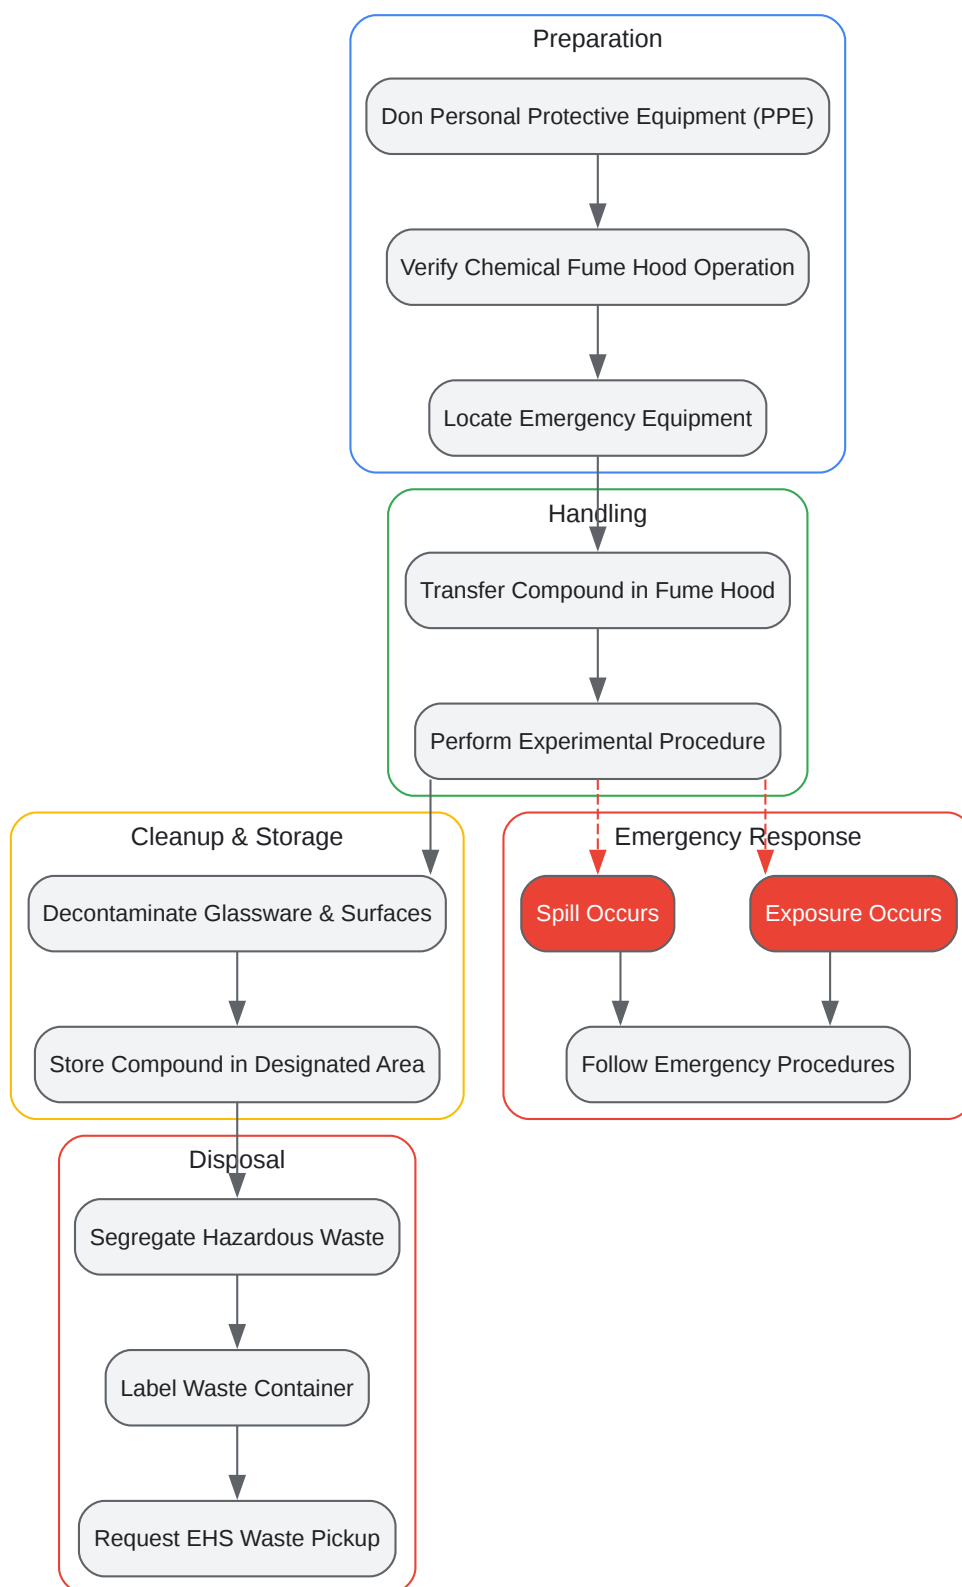 Preparation
Don Personal Protective Equipment (PPE)
Verify Chemical Fume Hood Operation
Locate Emergency Equipment
Handling
Transfer Compound in Fume Hood
Perform Experimental Procedure
Cleanup & Storage
Decontaminate Glassware & Surfaces
Store Compound in Designated Area
Emergency Response
Spill Occurs
Exposure Occurs
Follow Emergency Procedures
Disposal
Segregate Hazardous Waste
Label Waste Container
Request EHS Waste Pickup